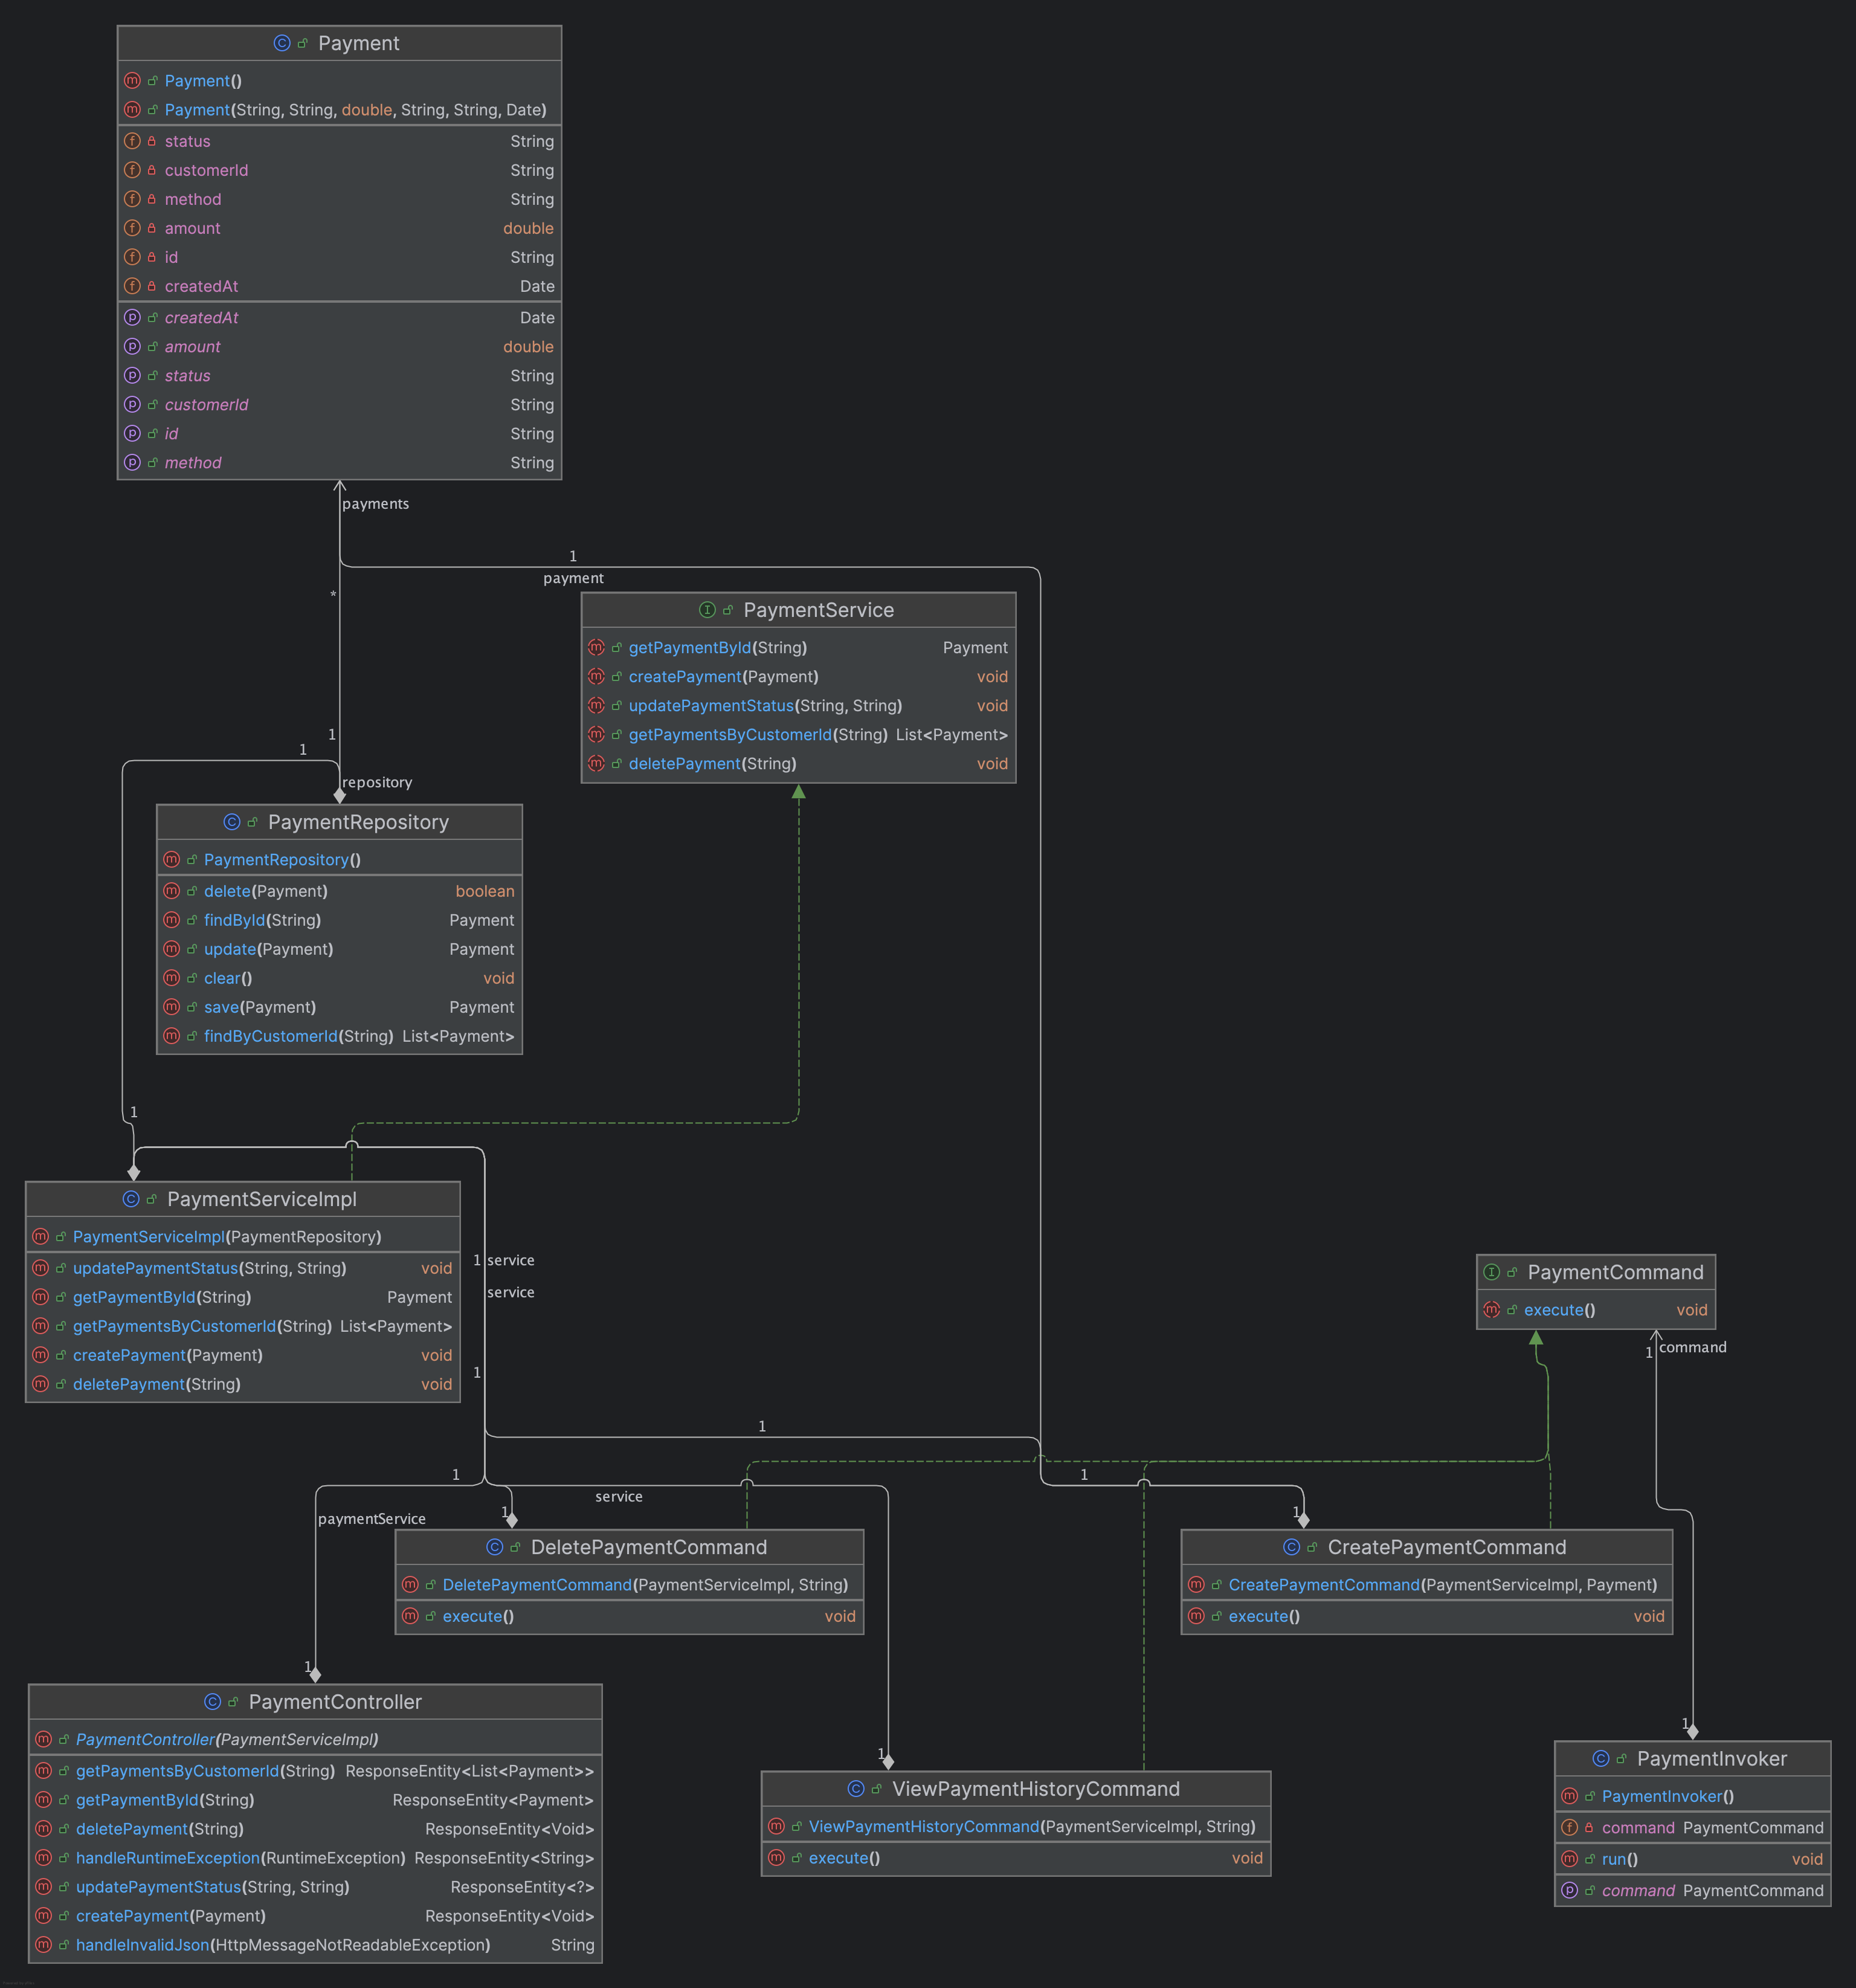 Payment
Payment()
Payment(String, String, double, String, String, Date)
status String
customerId String
method String
amount double
id String
createdAt Date
createdAt Date
amount double
status String
customerId String
id String
method String
payments
1
payment
*
PaymentService
getPaymentById(String) Payment
createPayment(Payment) void
updatePaymentStatus(String, String) void
getPaymentsByCustomerId(String) List<Payment>
deletePayment(String) void
1
1
repository
PaymentRepository
PaymentRepository()
delete(Payment) boolean
findById(String) Payment
update(Payment) Payment
clear() void
save(Payment) Payment
findByCustomerId(String) List<Payment>
1
PaymentServiceImpl
PaymentServiceImpl(PaymentRepository)
updatePaymentStatus(String, String) void
getPaymentById(String) Payment
getPaymentsByCustomerId(String) List<Payment>
createPayment(Payment) void
deletePayment(String) void
1 service
service
1
PaymentCommand
execute() void
1 command
1
1
1
service
paymentService
1
1
DeletePaymentCommand
DeletePaymentCommand(PaymentServiceImpl, String)
execute() void
CreatePaymentCommand
CreatePaymentCommand(PaymentServiceImpl, Payment)
execute() void
1
PaymentController
PaymentController(PaymentServiceImpl)
getPaymentsByCustomerId(String) ResponseEntity<List<Payment>>
getPaymentById(String) ResponseEntity<Payment>
deletePayment(String) ResponseEntity<Void>
handleRuntimeException(RuntimeException) ResponseEntity<String>
updatePaymentStatus(String, String) ResponseEntity<?>
createPayment(Payment) ResponseEntity<Void>
handleInvalidJson(HttpMessageNotReadableException) String
1
ViewPaymentHistoryCommand
ViewPaymentHistoryCommand(PaymentServiceImpl, String)
execute() void
1
PaymentInvoker
PaymentInvoker()
command PaymentCommand
run() void
command PaymentCommand